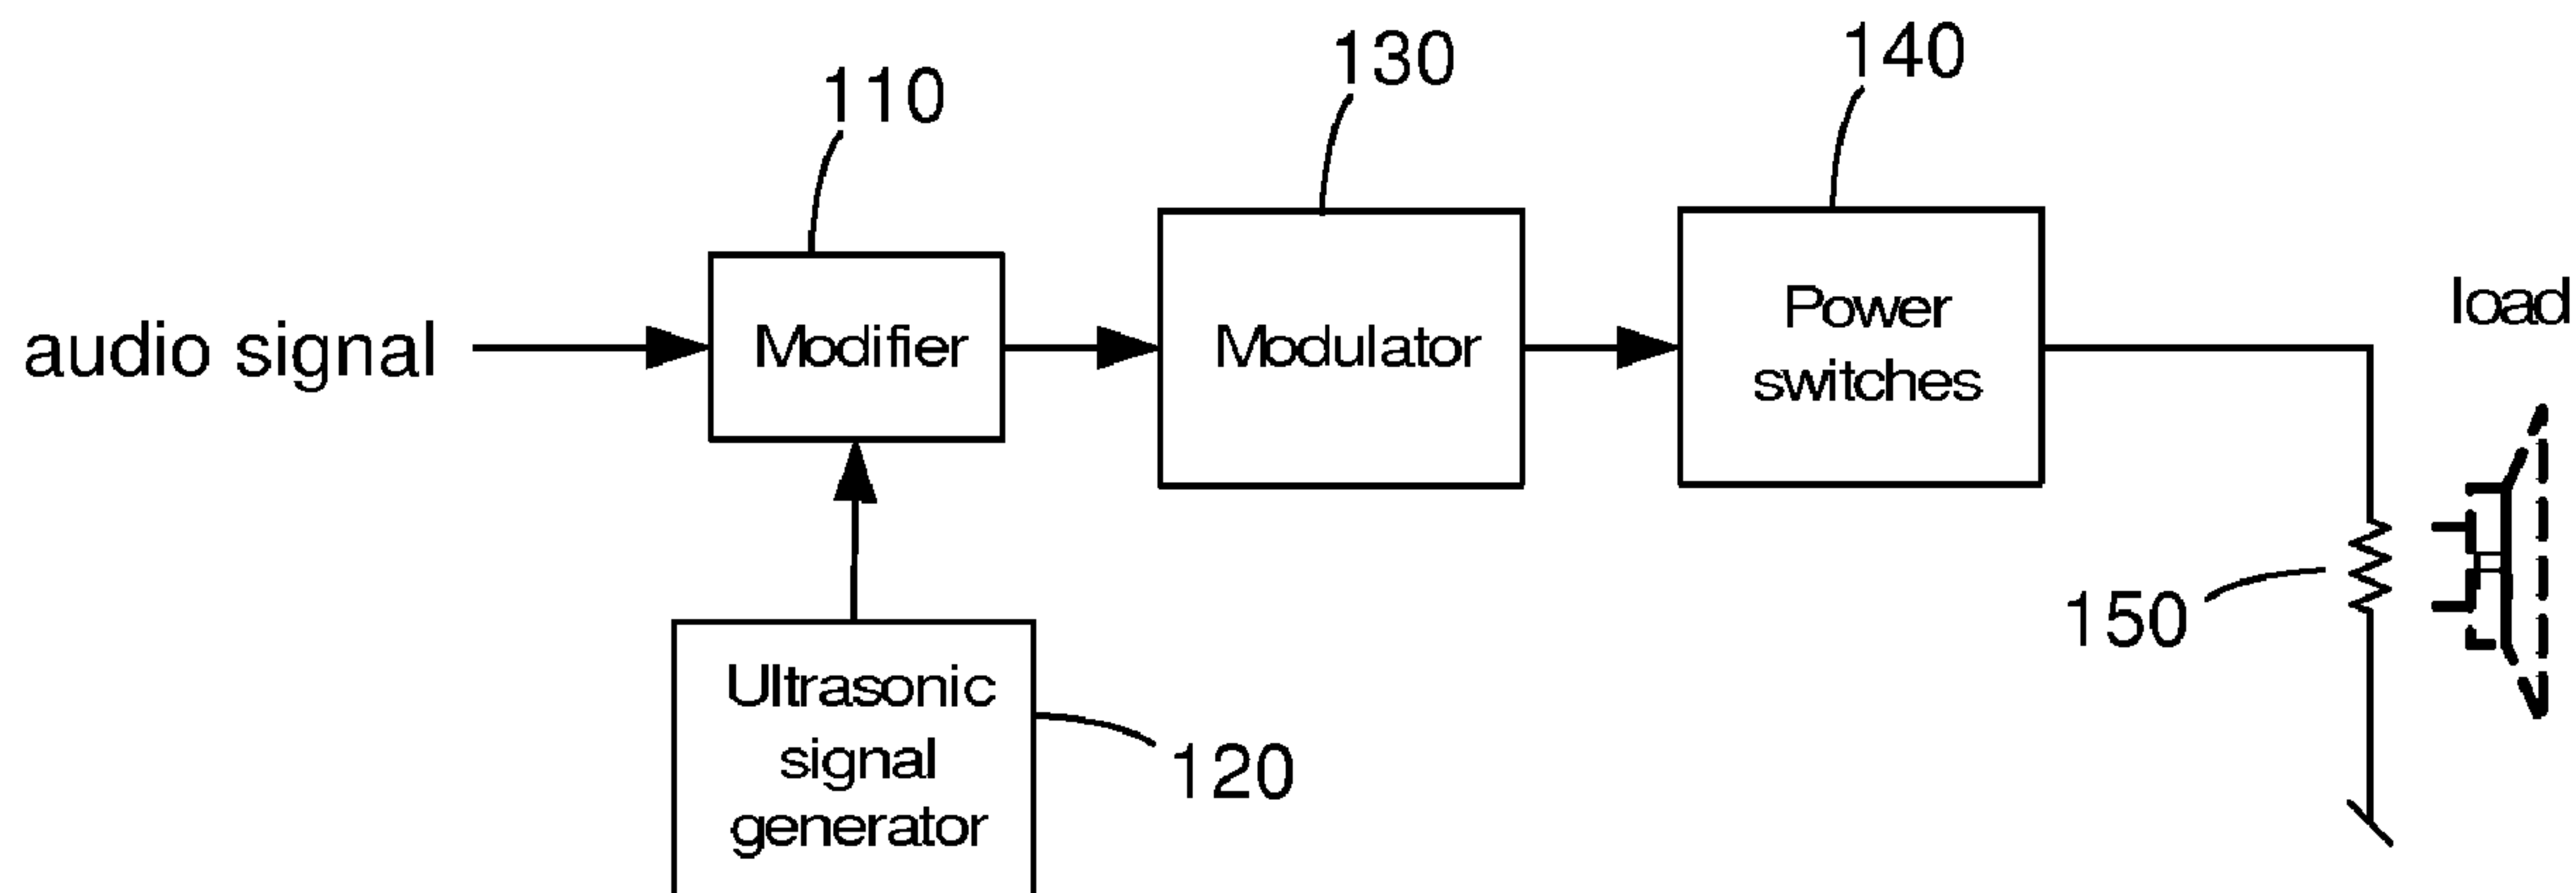 110
130
140
audio signal
Modifier
Modulator
Power
switches
load
150
Ultrasonic
signal
generator
120